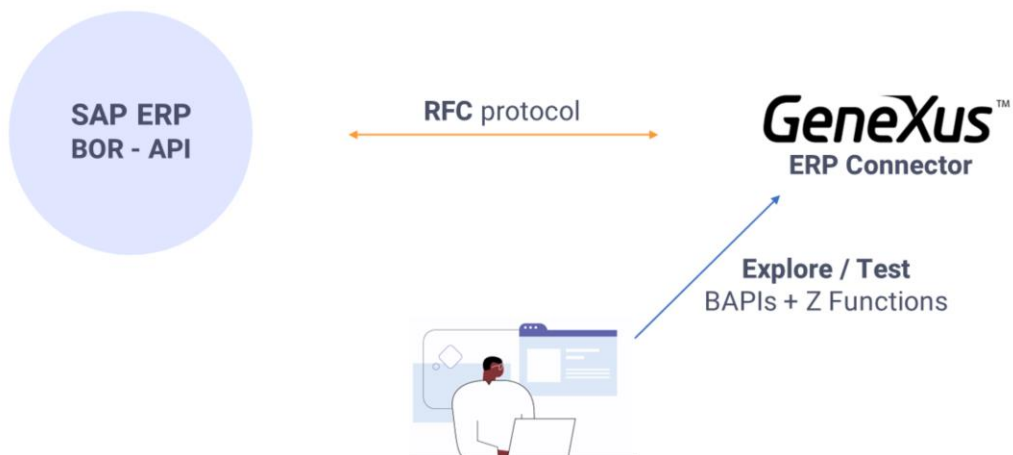 SAP ERP
BOR - API
RFC protocol
GeneXus™
ERP Connector
Explore / Test
BAPIs + Z Functions